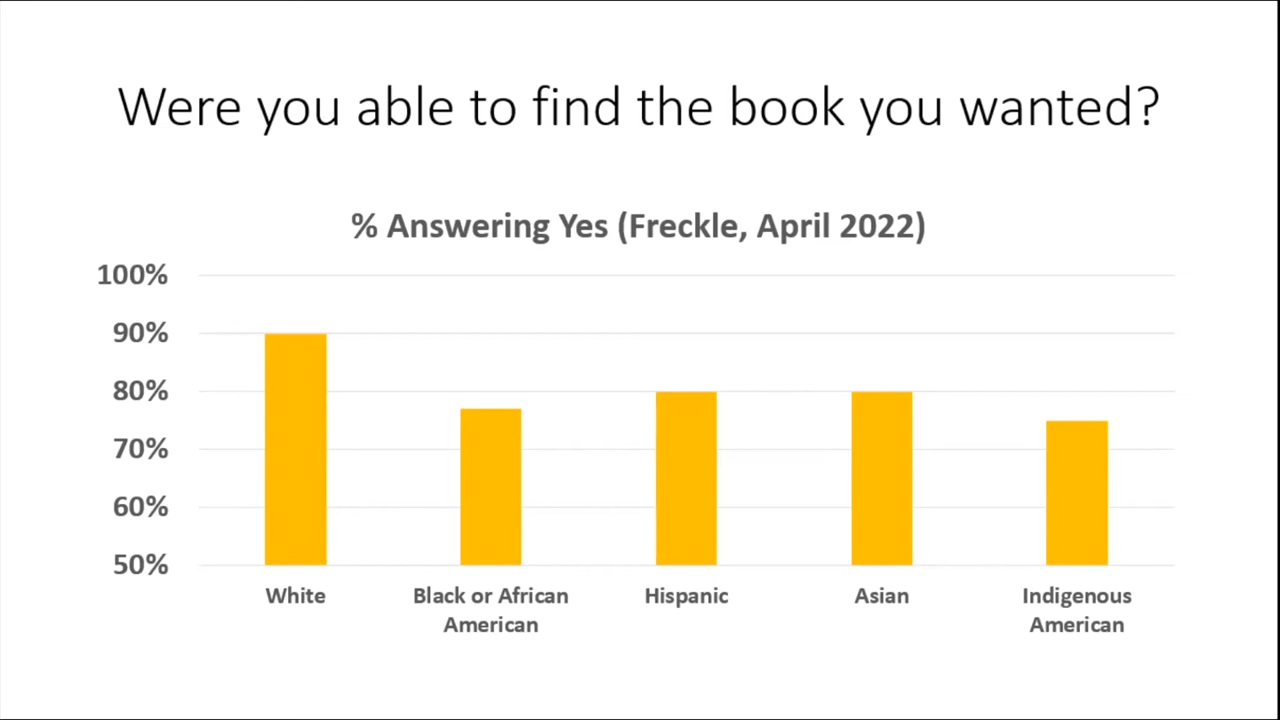 Were you able to find the book you wanted?
% Answering Yes (Freckle, April 2022)
100%
90%
80%
70%
60%
50%
White
Black or African
American
Hispanic
Asian
Indigenous
American